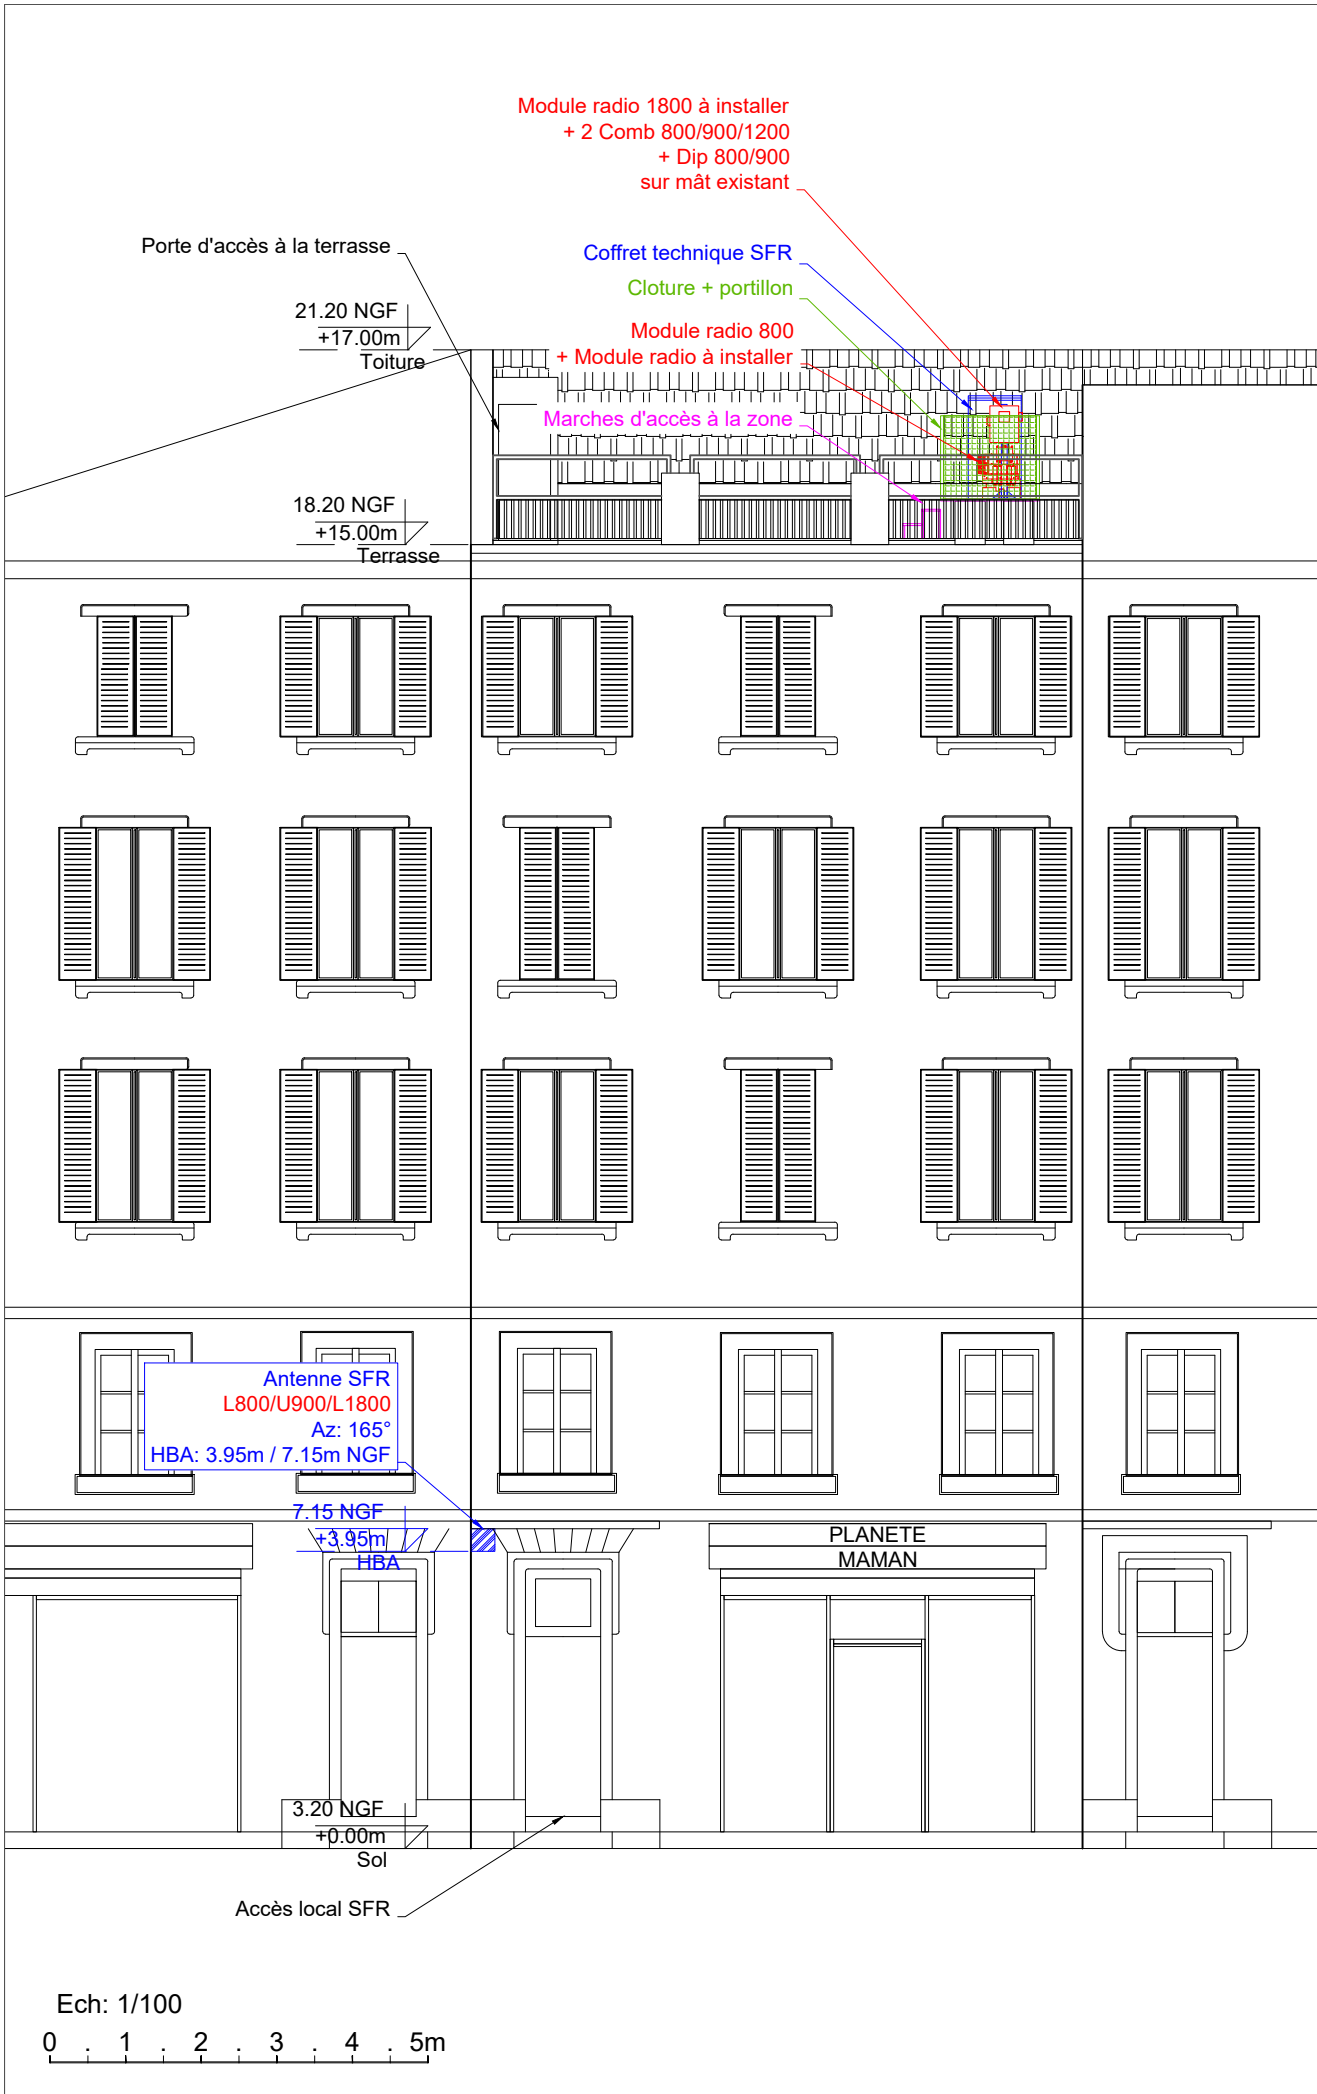 Module radio 1800 à installer
+ 2 Comb 800/900/1200
+ Dip 800/900
sur mât existant
Porte d'accès à la terrasse
Coffret technique SFR
Cloture + portillon
21.20 NGF
+17.00m
Toiture
Module radio 800
+ Module radio à installer
Marches d'accès à la zone
18.20 NGF
+15.00m
Terrasse
Antenne SFR
L800/U900/L1800
Az: 165°
HBA: 3.95m / 7.15m NGF
7.15 NGF
+3.95m
HBA
PLANETE
MAMAN
3.20 NGF
+0.00m
Sol
Accès local SFR
Ech: 1/100
0 . 1 . 2 . 3 . 4 . 5m